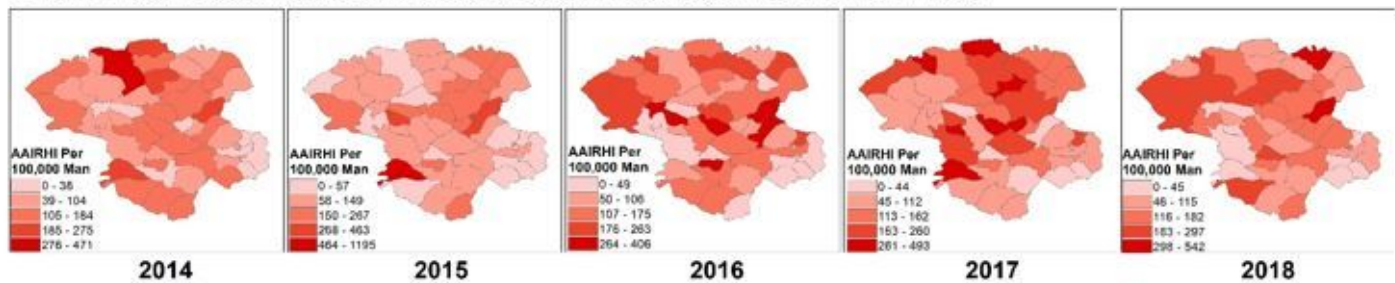 AAIRHI Per
100,000 Man
0 - 38
39 - 104
105 - 184
185 - 275
276 - 471
2014
AAIRHI Per
100,000 Man
0 - 57
58 - 149
150 - 267
268 - 463
464 - 1195
2015
AAIRHI Per
100,000 Man
0 - 49
50 - 106
107 - 175
176 - 263
264 - 406
2016
AAIRHI Per
100,000 Man
0 - 44
45 - 112
113 - 162
163 - 260
261 - 493
2017
AAIRHI Per
100,000 Man
0 - 45
46 - 115
116 - 182
183 - 297
298 - 542
2018